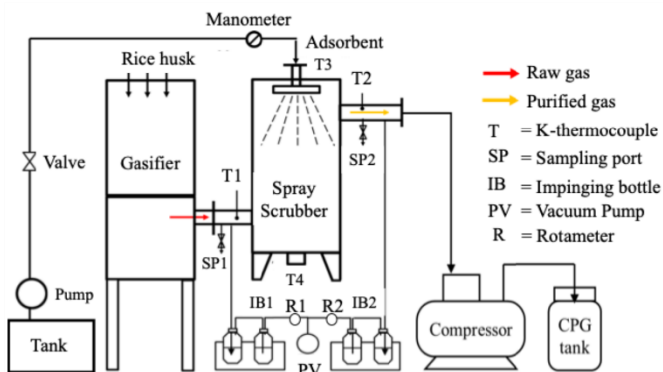 Manometer
Adsorbent
Rice husk
T3
T2
Raw gas
Purified gas
T = K-thermocouple
SP = Sampling port
IB = Impinging bottle
PV = Vacuum Pump
R = Rotameter
Valve
Gasifier
SP2
T1
Spray
Scrubber
SP1
T4
Pump
IB1
R1
R2
IB2
Tank
PV
Compressor
CPG
tank